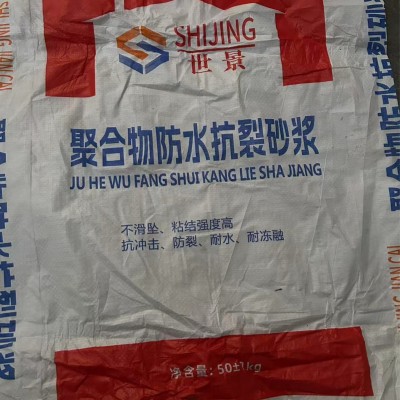 SHIJING
世景
聚合物防水抗裂砂浆
JU HE WU FANG SHUI KANG LIE SHA JIANG
不滑坠、粘结强度高
抗冲击、防裂、耐水、耐冻融
净含量：50±1kg